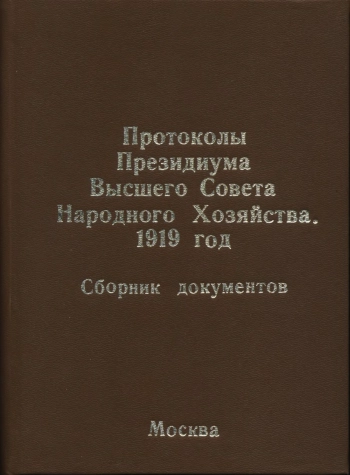 Протоколы
Президиума
Высшего Совета
Народного Хозяйства.
1919 год
Сборник документов
Москва